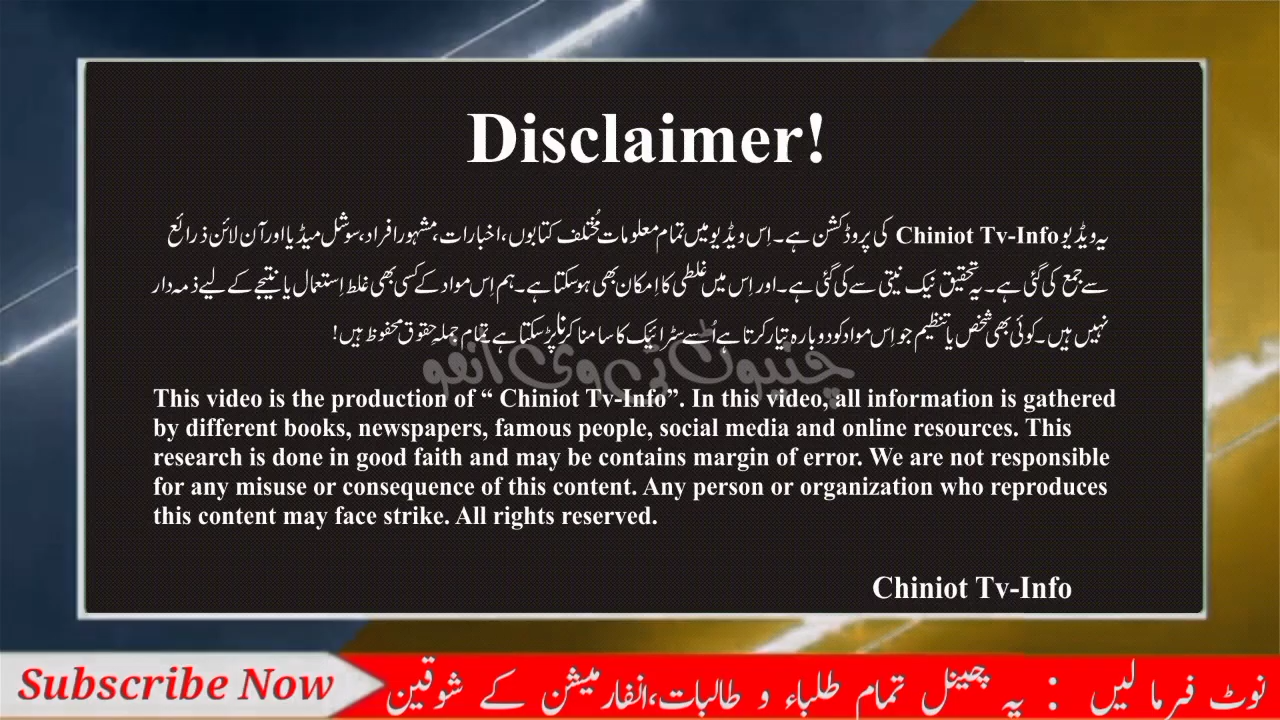 Disclaimer!
یہ ویڈیو Chiniot Tv-Info کی پروڈکشن ہے۔ اِس ویڈیو میں تمام معلومات مُختلف کتابوں، اخبارات، مشہور افراد، سوشل میڈیا اور آن لائن ذرائع
سے جمع کی گئی ہے۔ یہ تحقیق نیک نیتی سے کی گئی ہے۔ اور اِس میں غلطی کا اِمکان بھی ہو سکتا ہے۔ ہم اِس مواد کے کسی بھی غلط اِستعمال یا نتیجے کے لیے ذمہ دار
نہیں ہیں۔ کوئی بھی شخص یا تنظیم جو اِس مواد کو دوبارہ تیار کرتا ہے اُسے سٹرائیک کا سامنا کرنا پڑ سکتا ہے تمام جملہ حقوق محفوظ ہیں!
چنیوٹ ٹی وی انفو
This video is the production of “ Chiniot Tv-Info”. In this video, all information is gathered
by different books, newspapers, famous people, social media and online resources. This
research is done in good faith and may be contains margin of error. We are not responsible
for any misuse or consequence of this content. Any person or organization who reproduces
this content may face strike. All rights reserved.
Chiniot Tv-Info
Subscribe Now
نوٹ فرما لیں : یہ چینل تمام طلباء و طالبات،انفارمیشن کے شوقین